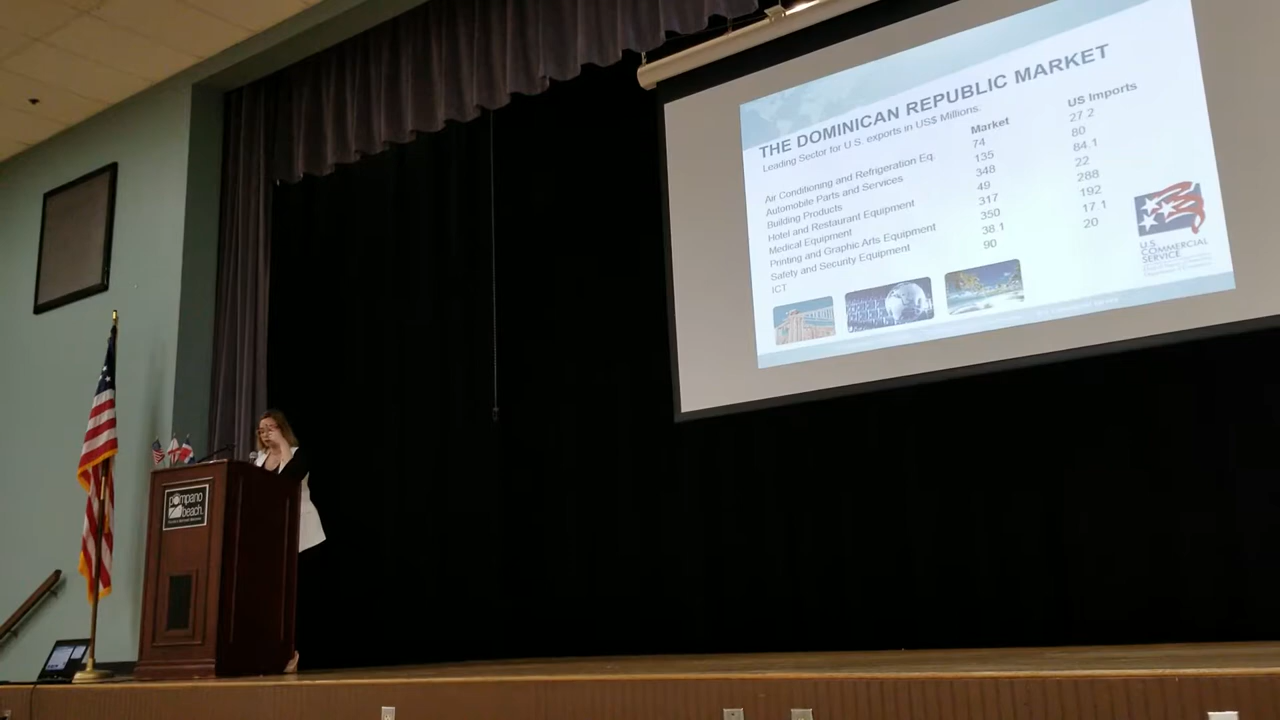 THE DOMINICAN REPUBLIC MARKET
Leading Sector for U.S. exports in US$ Millions:
Market US Imports
Air Conditioning and Refrigeration Eq. 74 27.2
Automobile Parts and Services 135 80
Building Products 348 84.1
Hotel and Restaurant Equipment 49 22
Medical Equipment 317 288
Printing and Graphic Arts Equipment 350 192
Safety and Security Equipment 38.1 17.1
ICT 90 20
U.S.
COMMERCIAL
SERVICE
pompano
beach